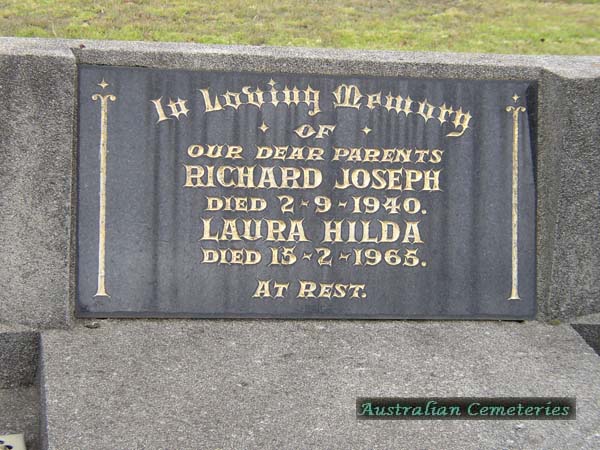 In Loving Memory
OF
OUR DEAR PARENTS
RICHARD JOSEPH
DIED 2-9-1940.
LAURA HILDA
DIED 15-2-1965.
AT REST.
Australian Cemeteries